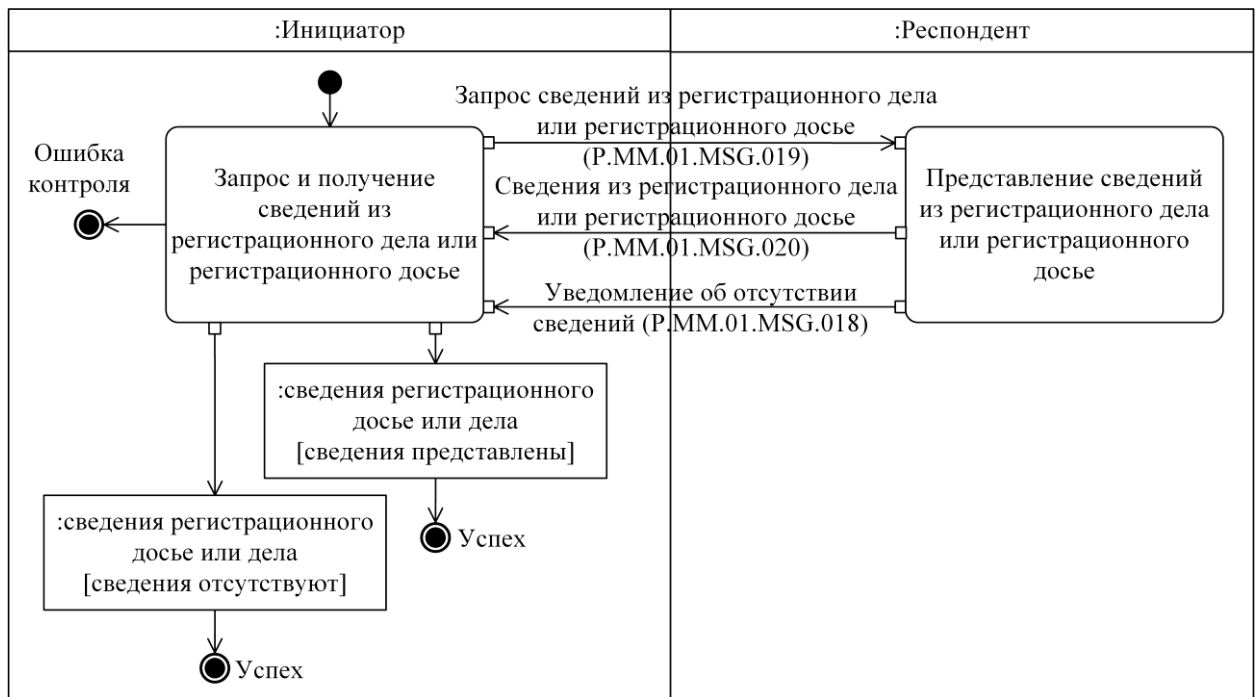 :Инициатор
:Респондент
Запрос сведений из регистрационного дела
или регистрационного досье
(P.MM.01.MSG.019)
Ошибка
контроля
Запрос и получение
сведений из
регистрационного дела или
регистрационного досье
Сведения из регистрационного дела
или регистрационного досье
(P.MM.01.MSG.020)
Представление сведений
из регистрационного дела
или регистрационного
досье
Уведомление об отсутствии
сведений (P.MM.01.MSG.018)
:сведения регистрационного
досье или дела
[сведения представлены]
Успех
:сведения регистрационного
досье или дела
[сведения отсутствуют]
Успех